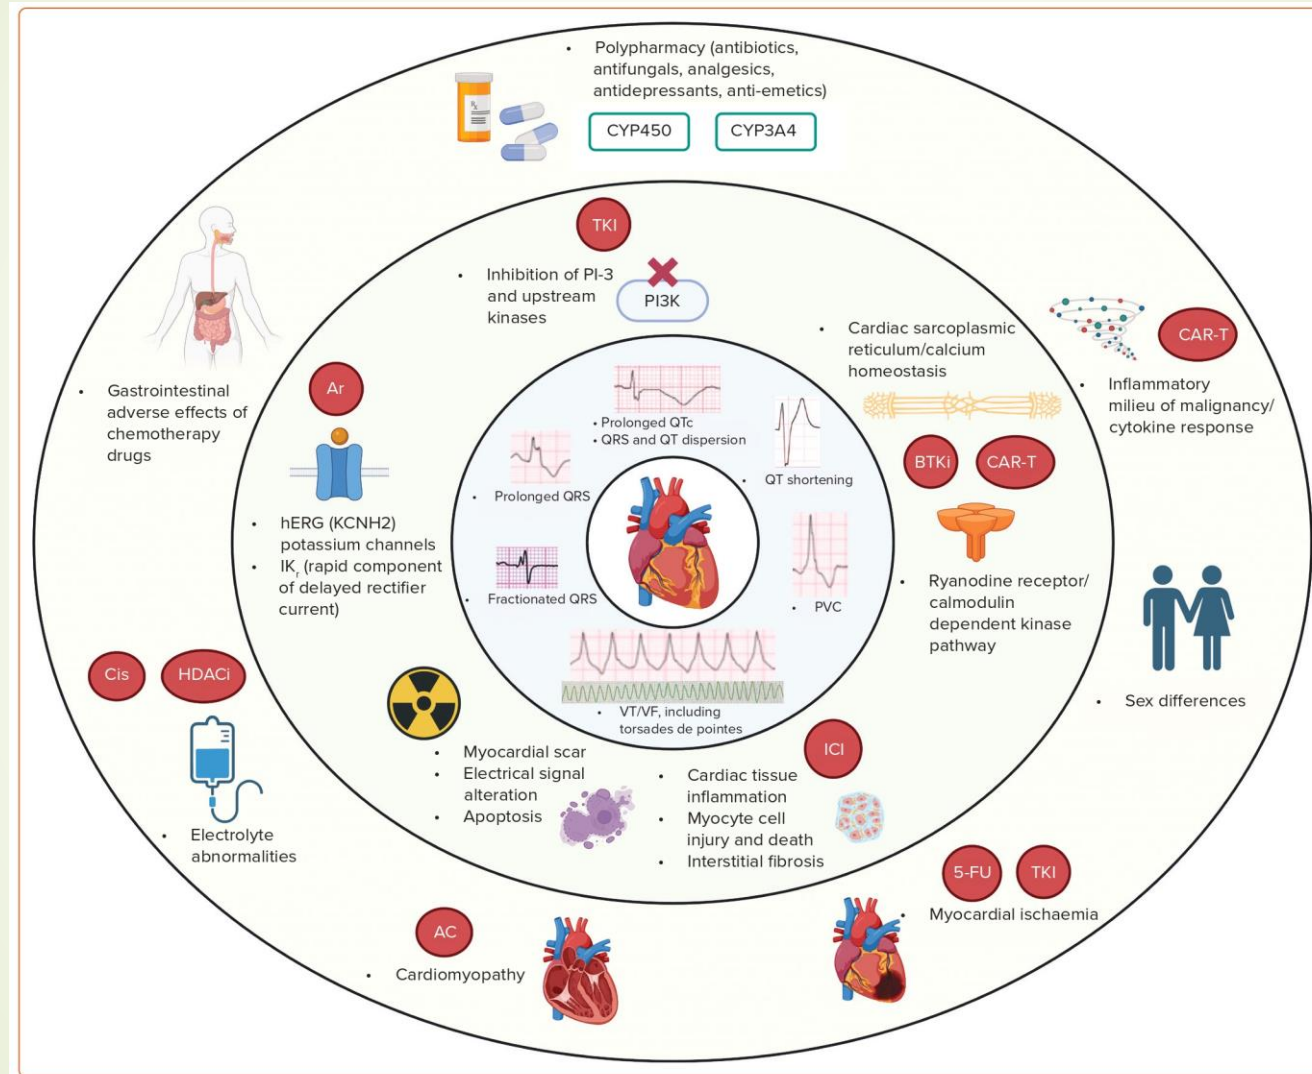 • Polypharmacy (antibiotics,
antifungals, analgesics,
antidepressants, anti-emetics)
CYP450
CYP3A4
TKI
• Inhibition of PI-3
and upstream
kinases
PI3K
• Gastrointestinal
adverse effects of
chemotherapy
drugs
Ar
• hERG (KCNH2)
potassium channels
• IKr (rapid component
of delayed rectifier
current)
• Cardiac sarcoplasmic
reticulum/calcium
homeostasis
CAR-T
• Inflammatory
milieu of malignancy/
cytokine response
BTKi
CAR-T
• Ryanodine receptor/
calmodulin
dependent kinase
pathway
• Prolonged QTc
• QRS and QT dispersion
• Prolonged QRS
• QT shortening
• Fractionated QRS
• PVC
• VT/VF, including
torsades de pointes
• Sex differences
Cis
HDACi
• Electrolyte
abnormalities
• Myocardial scar
• Electrical signal
alteration
• Apoptosis
ICI
• Cardiac tissue
inflammation
• Myocyte cell
injury and death
• Interstitial fibrosis
5-FU
TKI
• Myocardial ischaemia
AC
• Cardiomyopathy